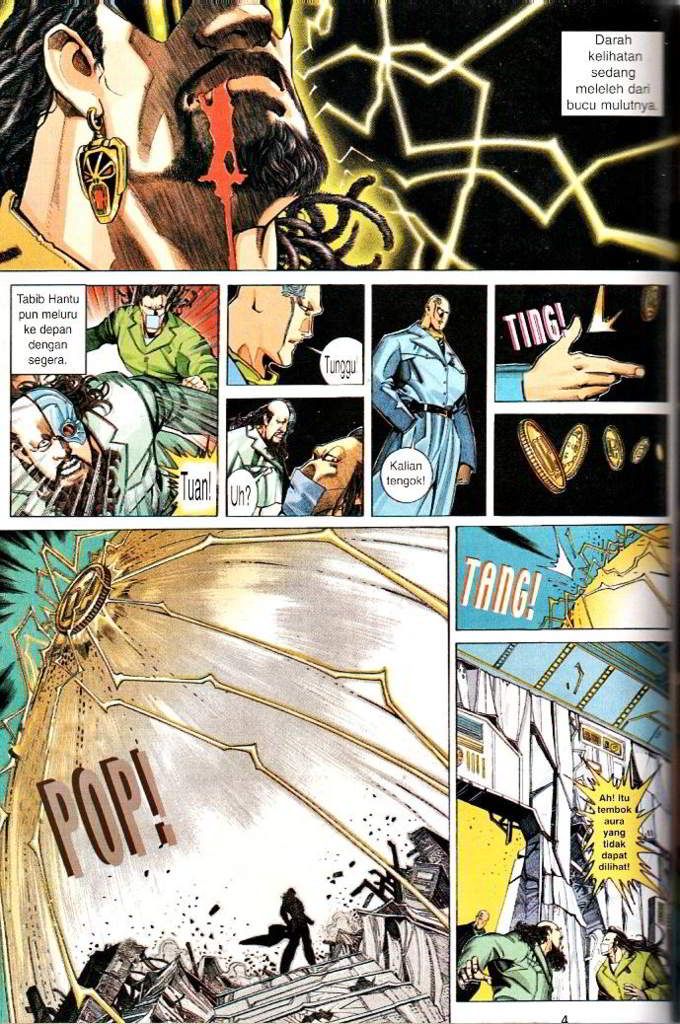 Darah
kelihatan
sedang
meleleh dari
bucu mulutnya.
Tabib Hantu
pun meluru
ke depan
dengan
segera.
Tuan!
Tunggu!
Uh?
Kalian
tengok!
TING!
POP!
TANG!
Ah! Itu
tembok
aura
yang
tidak
dapat
dilihat!
4